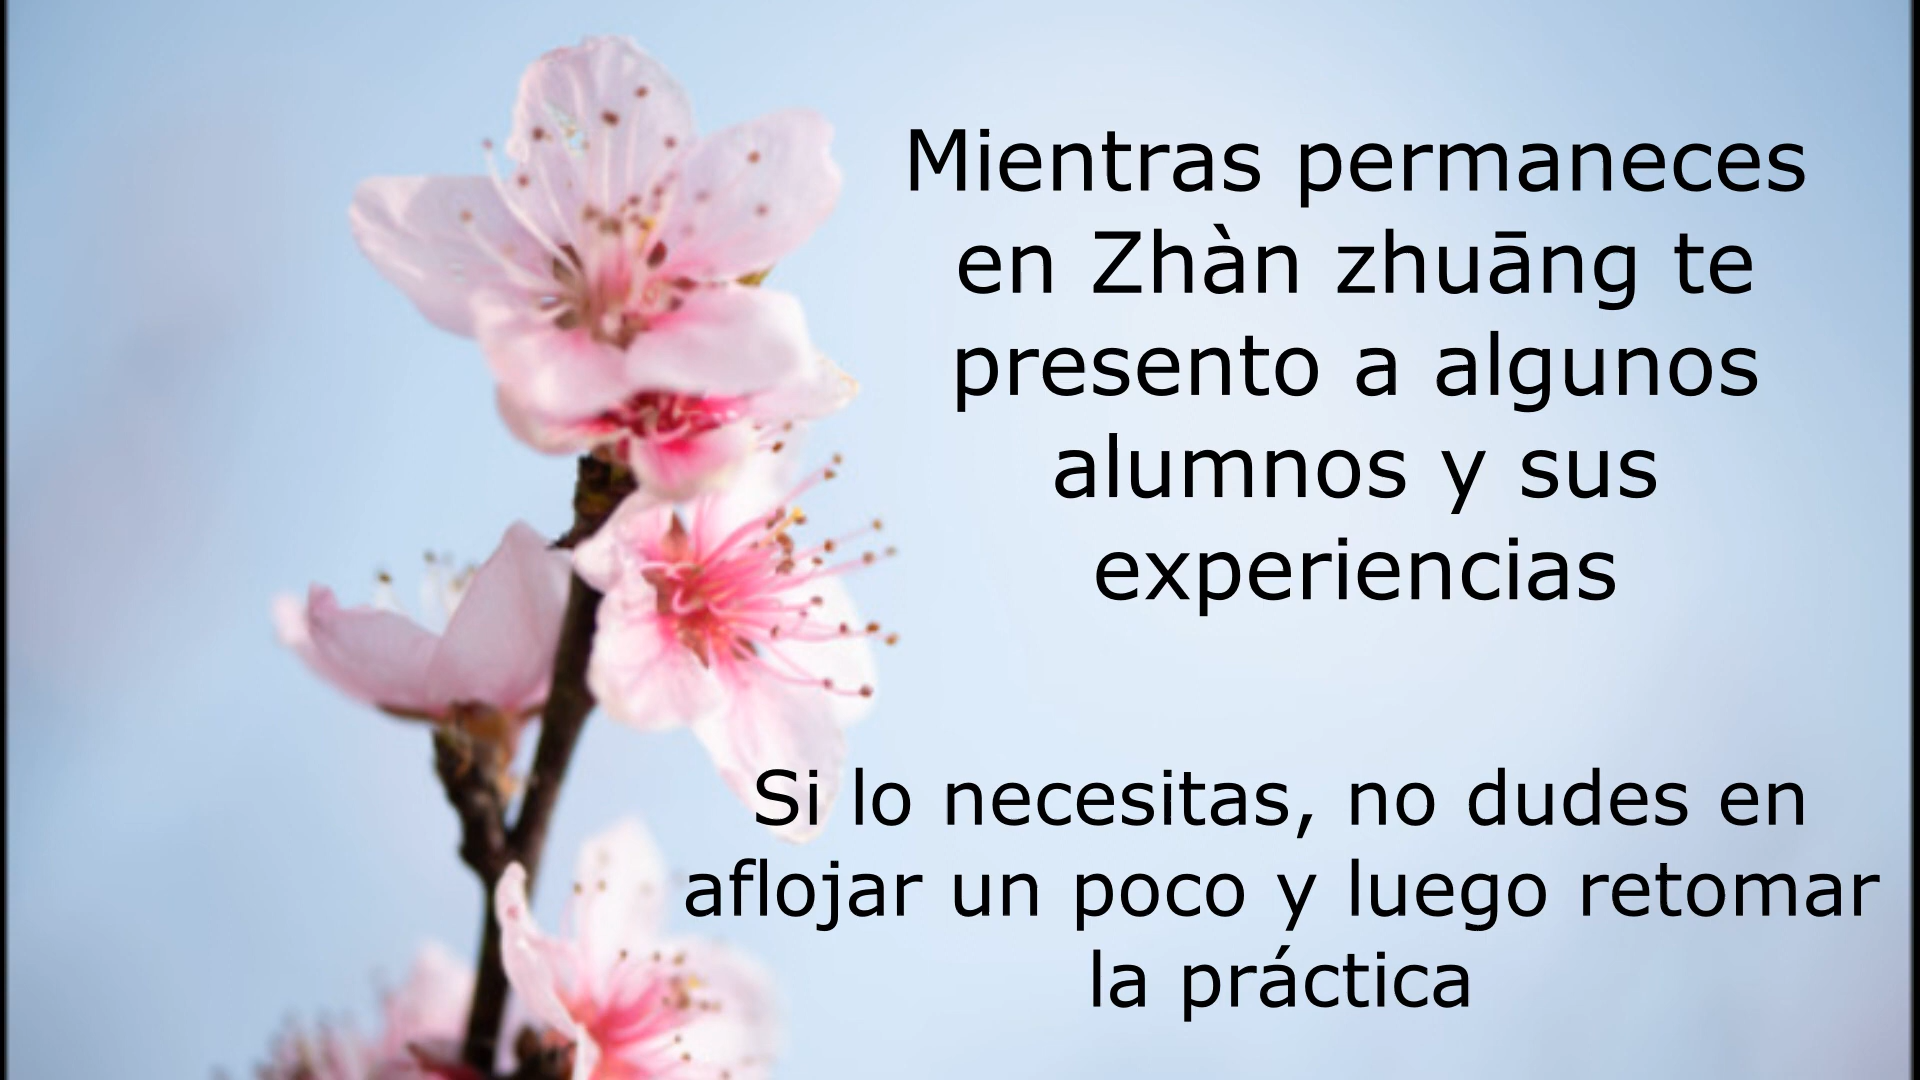 Mientras permaneces
en Zhàn zhuāng te
presento a algunos
alumnos y sus
experiencias
Si lo necesitas, no dudes en
aflojar un poco y luego retomar
la práctica